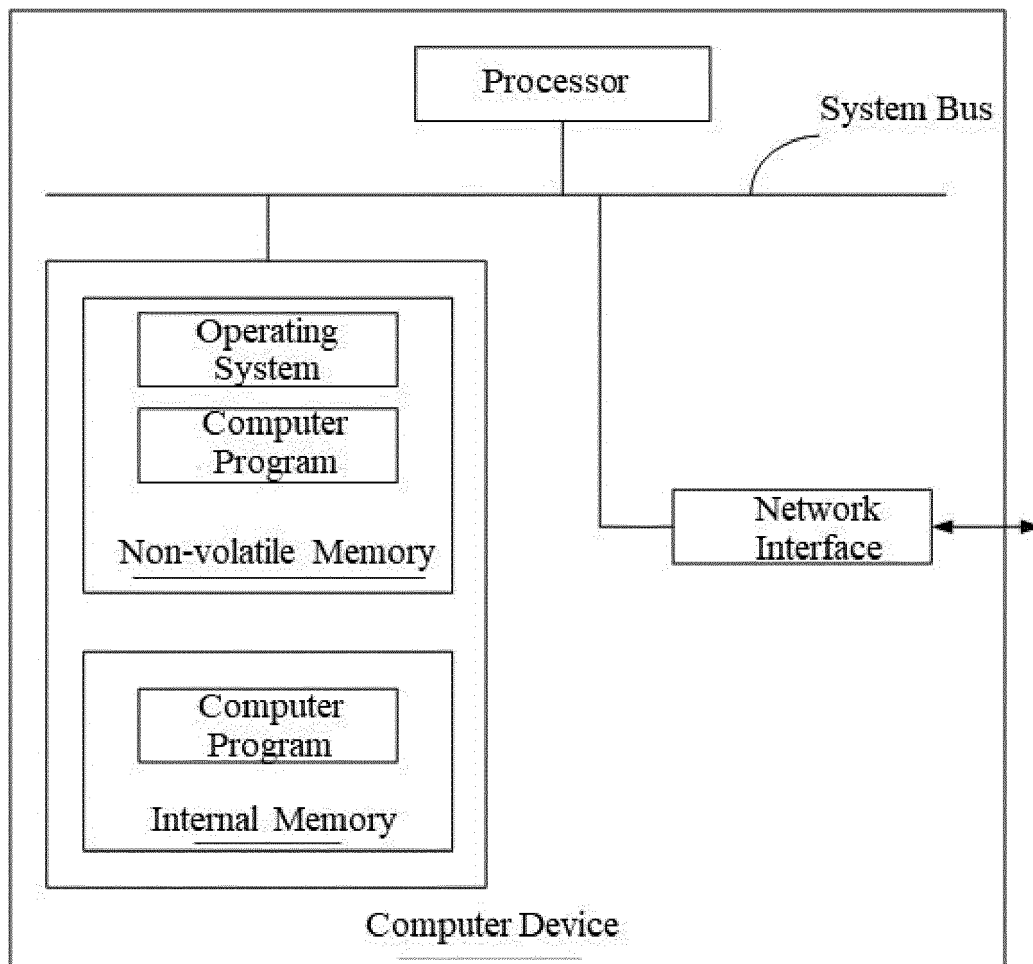 Processor
System Bus
Operating
System
Computer
Program
Non-volatile Memory
Network
Interface
Computer
Program
Internal Memory
Computer Device